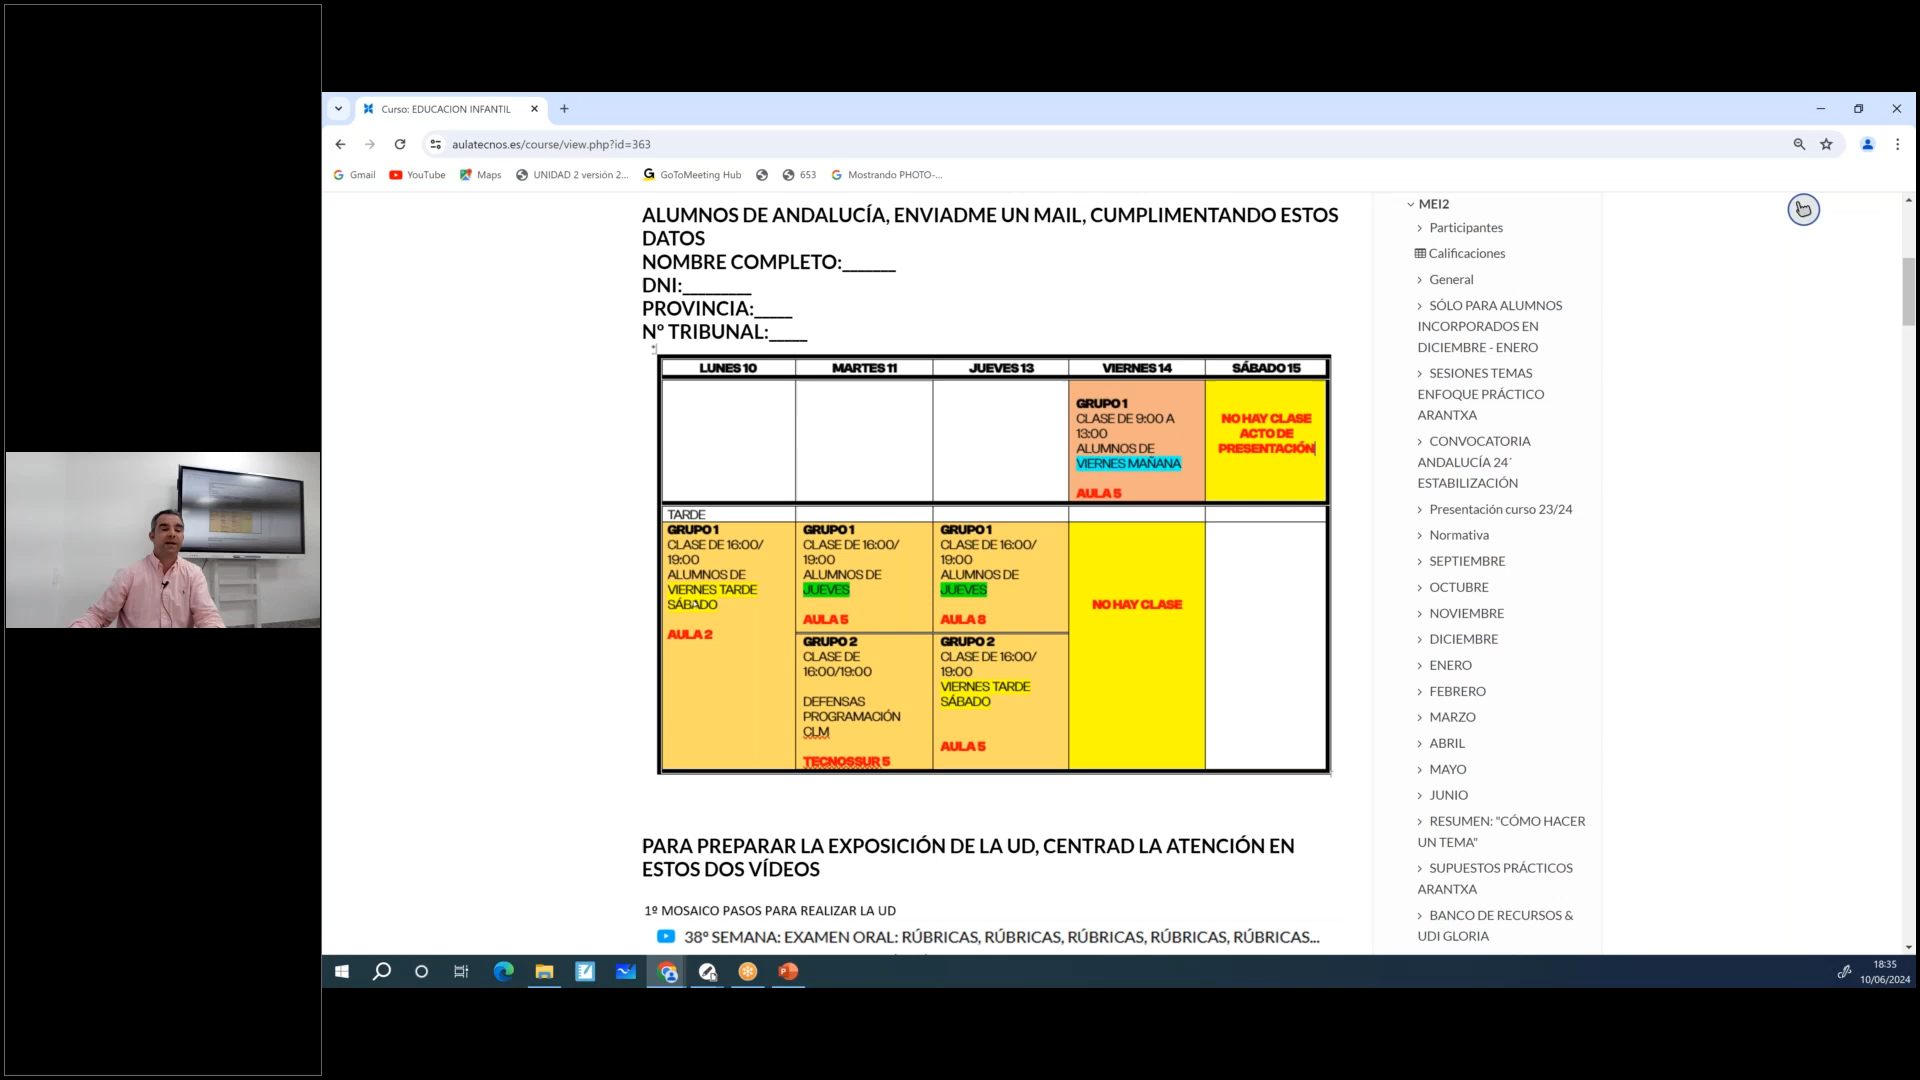 Curso: EDUCACION INFANTIL
aulatecnos.es/course/view.php?id=363
Gmail
YouTube
Maps
UNIDAD 2 versión 2...
GoToMeeting Hub
653
Mostrando PHOTO-...
ALUMNOS DE ANDALUCÍA, ENVIADME UN MAIL, CUMPLIMENTANDO ESTOS
DATOS
NOMBRE COMPLETO:_______
DNI:_________
PROVINCIA:_____
Nº TRIBUNAL:_____
LUNES 10
MARTES 11
JUEVES 13
VIERNES 14
SÁBADO 15
GRUPO 1
CLASE DE 9:00 A
13:00
ALUMNOS DE
VIERNES MAÑANA
AULA 5
NO HAY CLASE
ACTO DE
PRESENTACIÓN
TARDE
GRUPO 1
CLASE DE 16:00/
19:00
ALUMNOS DE
VIERNES TARDE
SÁBADO
AULA 2
GRUPO 1
CLASE DE 16:00/
19:00
ALUMNOS DE
JUEVES
AULA 5
GRUPO 2
CLASE DE
16:00/19:00
DEFENSAS
PROGRAMACIÓN
CLM
TECNOSSUR 5
GRUPO 1
CLASE DE 16:00/
19:00
ALUMNOS DE
JUEVES
AULA 8
GRUPO 2
CLASE DE 16:00/
19:00
VIERNES TARDE
SÁBADO
AULA 5
NO HAY CLASE
PARA PREPARAR LA EXPOSICIÓN DE LA UD, CENTRAD LA ATENCIÓN EN
ESTOS DOS VÍDEOS
1º MOSAICO PASOS PARA REALIZAR LA UD
38º SEMANA: EXAMEN ORAL: RÚBRICAS, RÚBRICAS, RÚBRICAS, RÚBRICAS, RÚBRICAS...
MEI2
Participantes
Calificaciones
General
SÓLO PARA ALUMNOS
INCORPORADOS EN
DICIEMBRE - ENERO
SESIONES TEMAS
ENFOQUE PRÁCTICO
ARANTXA
CONVOCATORIA
ANDALUCÍA 24´
ESTABILIZACIÓN
Presentación curso 23/24
Normativa
SEPTIEMBRE
OCTUBRE
NOVIEMBRE
DICIEMBRE
ENERO
FEBRERO
MARZO
ABRIL
MAYO
JUNIO
RESUMEN: "CÓMO HACER
UN TEMA"
SUPUESTOS PRÁCTICOS
ARANTXA
BANCO DE RECURSOS &
UDI GLORIA
18:35
10/06/2024